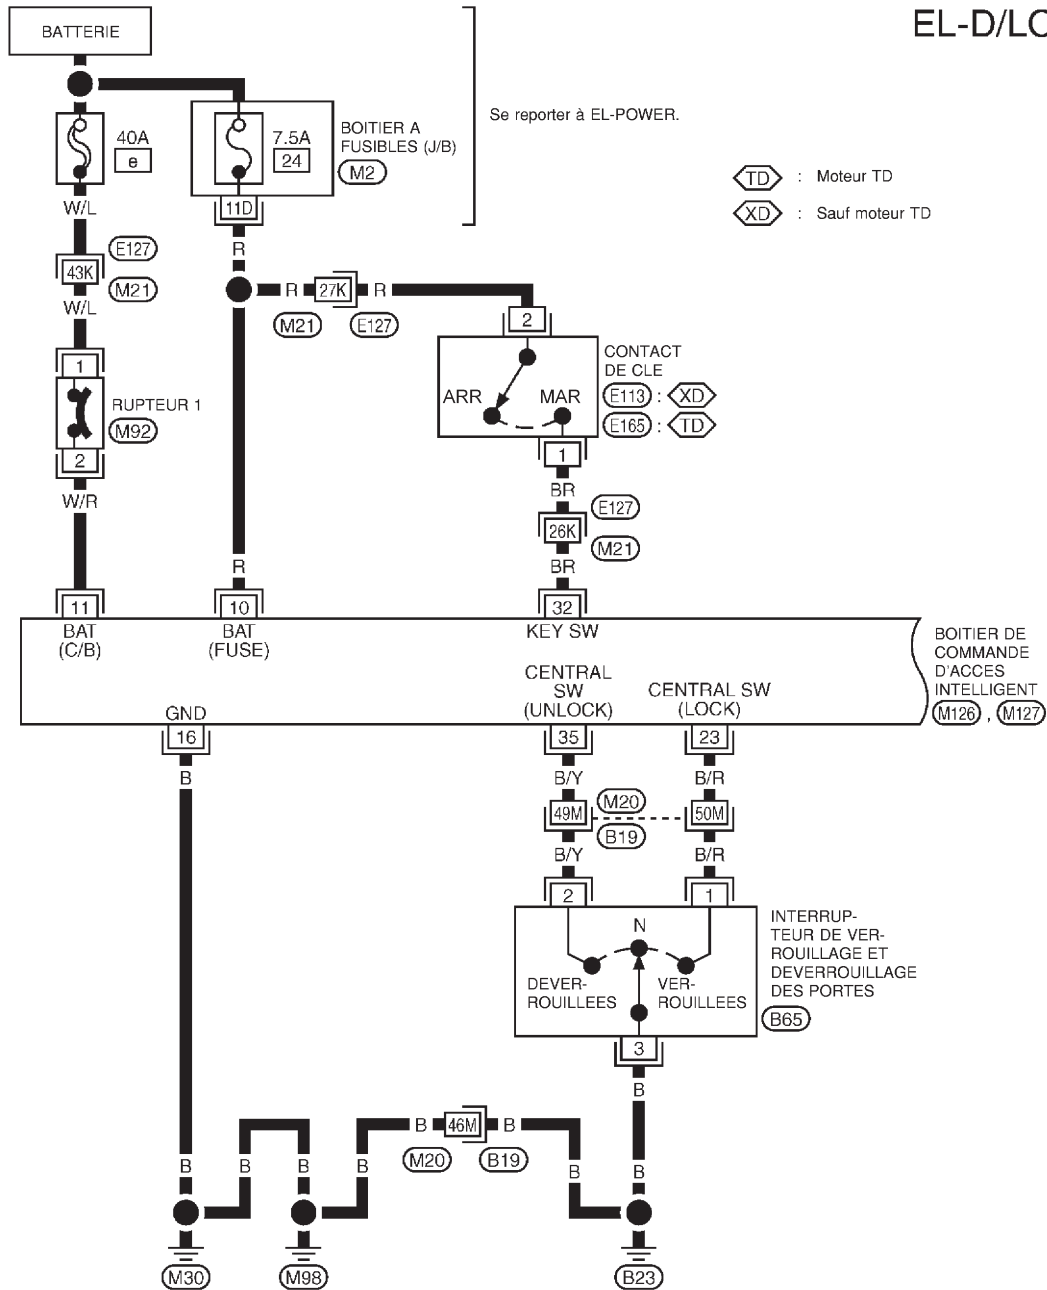 EL-D/LO
BATTERIE
40A
e
7.5A
24
BOITIER A
FUSIBLES (J/B)
M2
Se reporter à EL-POWER.
TD : Moteur TD
XD : Sauf moteur TD
W/L
11D
R
E127
43K
M21
W/L
R 27K R
M21 E127
1
RUPTEUR 1
M92
2
W/R
2
CONTACT
DE CLE
ARR MAR
E113 : XD
E165 : TD
1
BR
E127
26K
M21
BR
R
11
10
32
BAT
(C/B)
BAT
(FUSE)
KEY SW
CENTRAL
SW
(UNLOCK)
CENTRAL SW
(LOCK)
GND
BOITIER DE
COMMANDE
D'ACCES
INTELLIGENT
M126 , M127
16
35
23
B
B/Y
B/R
49M
M20
B19
50M
B/Y
B/R
2
1
N
DEVER-
ROUILLEES
VER-
ROUILLEES
INTERRUP-
TEUR DE VER-
ROUILLAGE ET
DEVERROUILLAGE
DES PORTES
B65
3
B
B 46M B
M20 B19
B B B B B B
M30 M98 B23